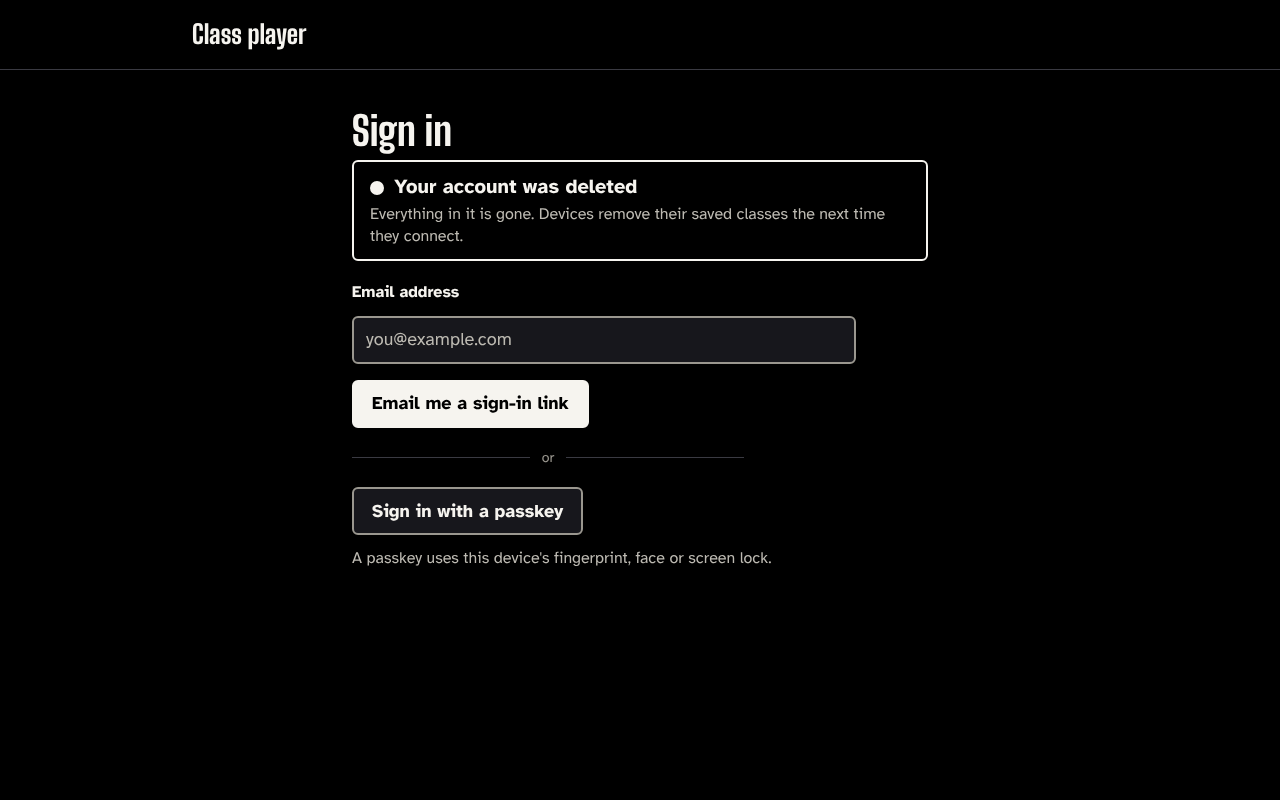 Class player
Sign in
Your account was deleted
Everything in it is gone. Devices remove their saved classes the next time
they connect.
Email address
you@example.com
Email me a sign-in link
or
Sign in with a passkey
A passkey uses this device's fingerprint, face or screen lock.